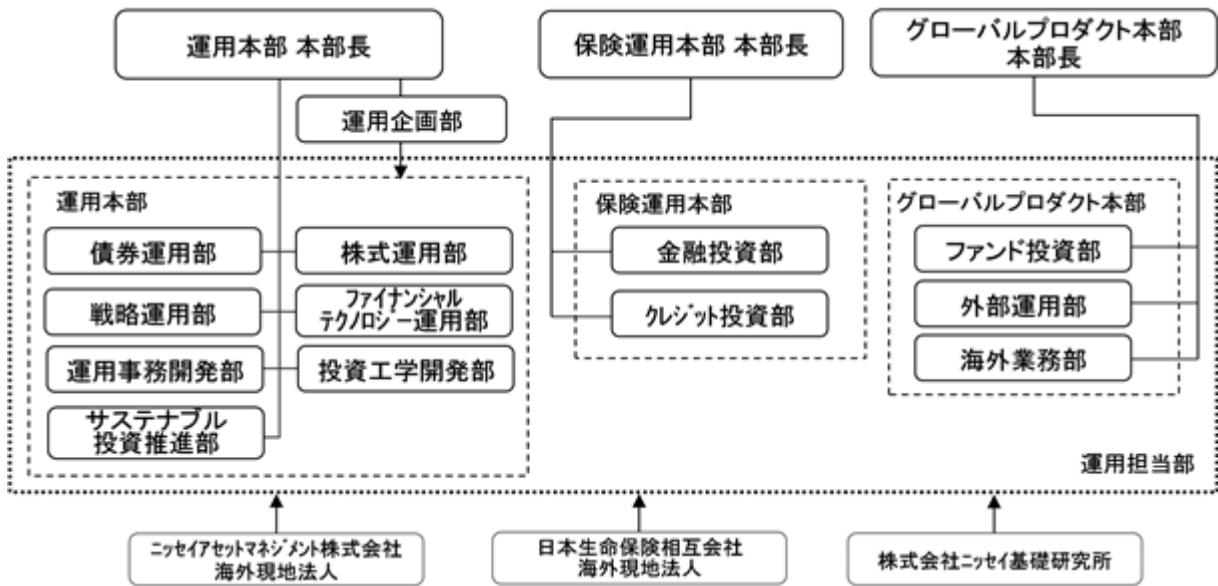 運用本部 本部長
保険運用本部 本部長
グローバルプロダクト本部
本部長
運用企画部
運用本部
債券運用部
株式運用部
戦略運用部
ファイナンシャル
テクノロジー運用部
運用事務開発部
投資工学開発部
サステナブル
投資推進部
保険運用本部
金融投資部
クレジット投資部
グローバルプロダクト本部
ファンド投資部
外部運用部
海外業務部
運用担当部
ニッセイアセットマネジメント株式会社
海外現地法人
日本生命保険相互会社
海外現地法人
株式会社ニッセイ基礎研究所